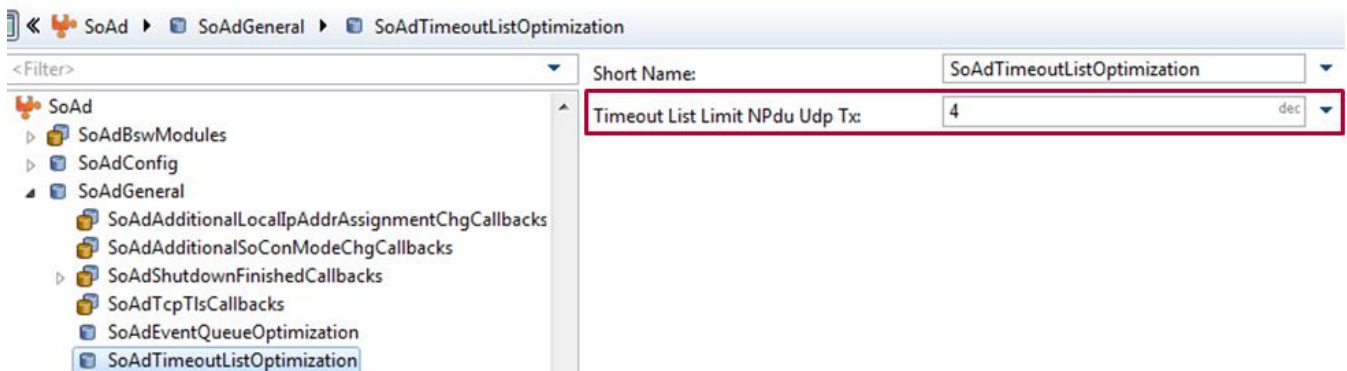 « SoAd SoAdGeneral SoAdTimeoutListOptimization
<Filter>
SoAd
SoAdBswModules
SoAdConfig
SoAdGeneral
SoAdAdditionalLocalIpAddrAssignmentChgCallbacks
SoAdAdditionalSoConModeChgCallbacks
SoAdShutdownFinishedCallbacks
SoAdTcpTlsCallbacks
SoAdEventQueueOptimization
SoAdTimeoutListOptimization
Short Name: SoAdTimeoutListOptimization
Timeout List Limit NPdu Udp Tx: 4 dec